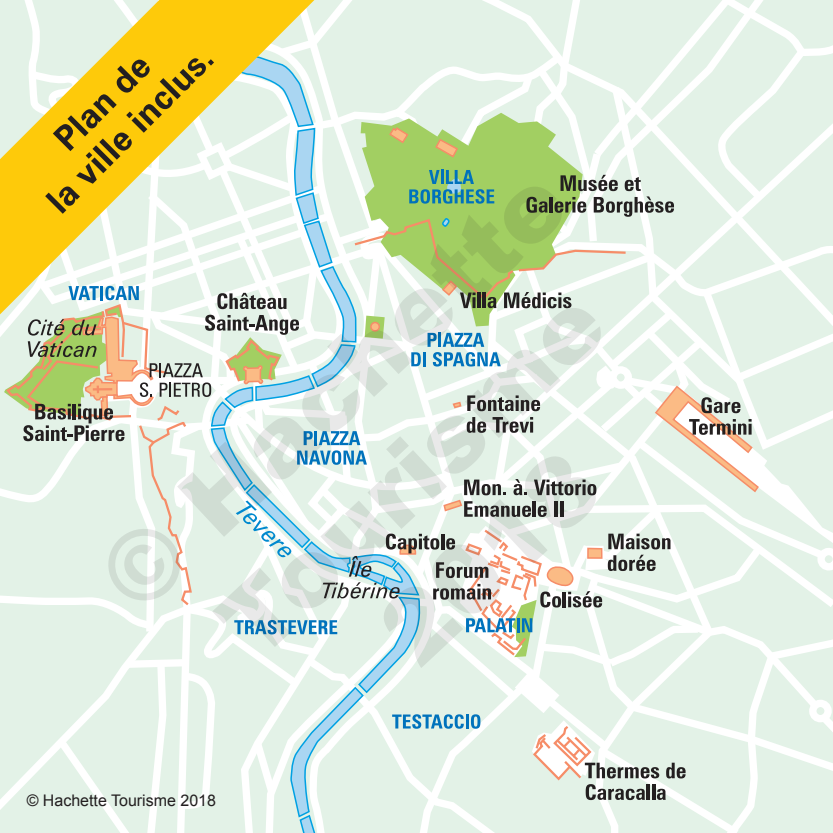 Plan de
la ville inclus.
VILLA
BORGHESE
Musée et
Galerie Borghèse
VATICAN
Cité du
Vatican
Château
Saint-Ange
Villa Médicis
PIAZZA
DI SPAGNA
PIAZZA
S. PIETRO
Basilique
Saint-Pierre
Fontaine
de Trevi
Gare
Termini
PIAZZA
NAVONA
Mon. à. Vittorio
Emanuele II
Tevere
Capitole
Maison
dorée
Île
Tibérine
Forum
romain
Colisée
TRASTEVERE
PALATIN
TESTACCIO
Thermes de
Caracalla
© Hachette Tourisme 2018
© Hachette
Tourisme